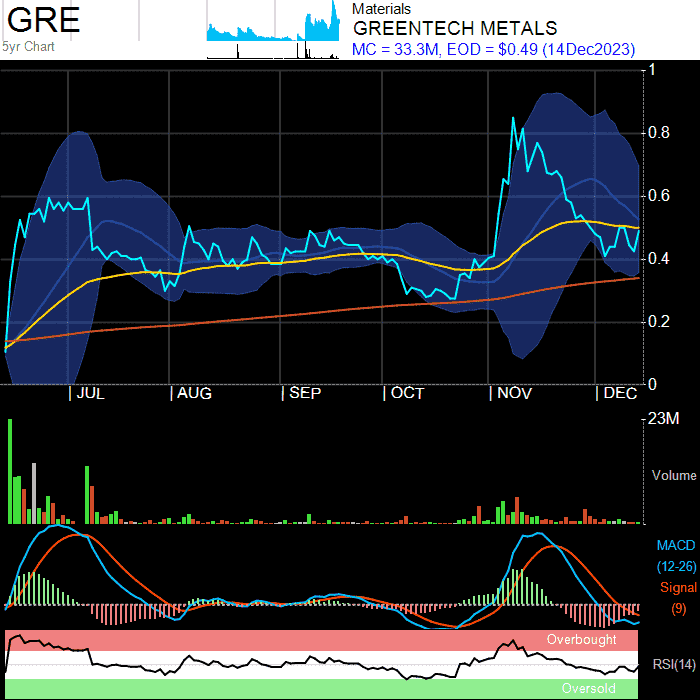 GRE
5yr Chart
Materials
GREENTECH METALS
MC = 33.3M, EOD = $0.49 (14Dec2023)
1
0.8
0.6
0.4
0.2
0
JUL AUG SEP OCT NOV DEC
23M
Volume
MACD
(12-26)
Signal
(9)
Overbought
RSI(14)
Oversold